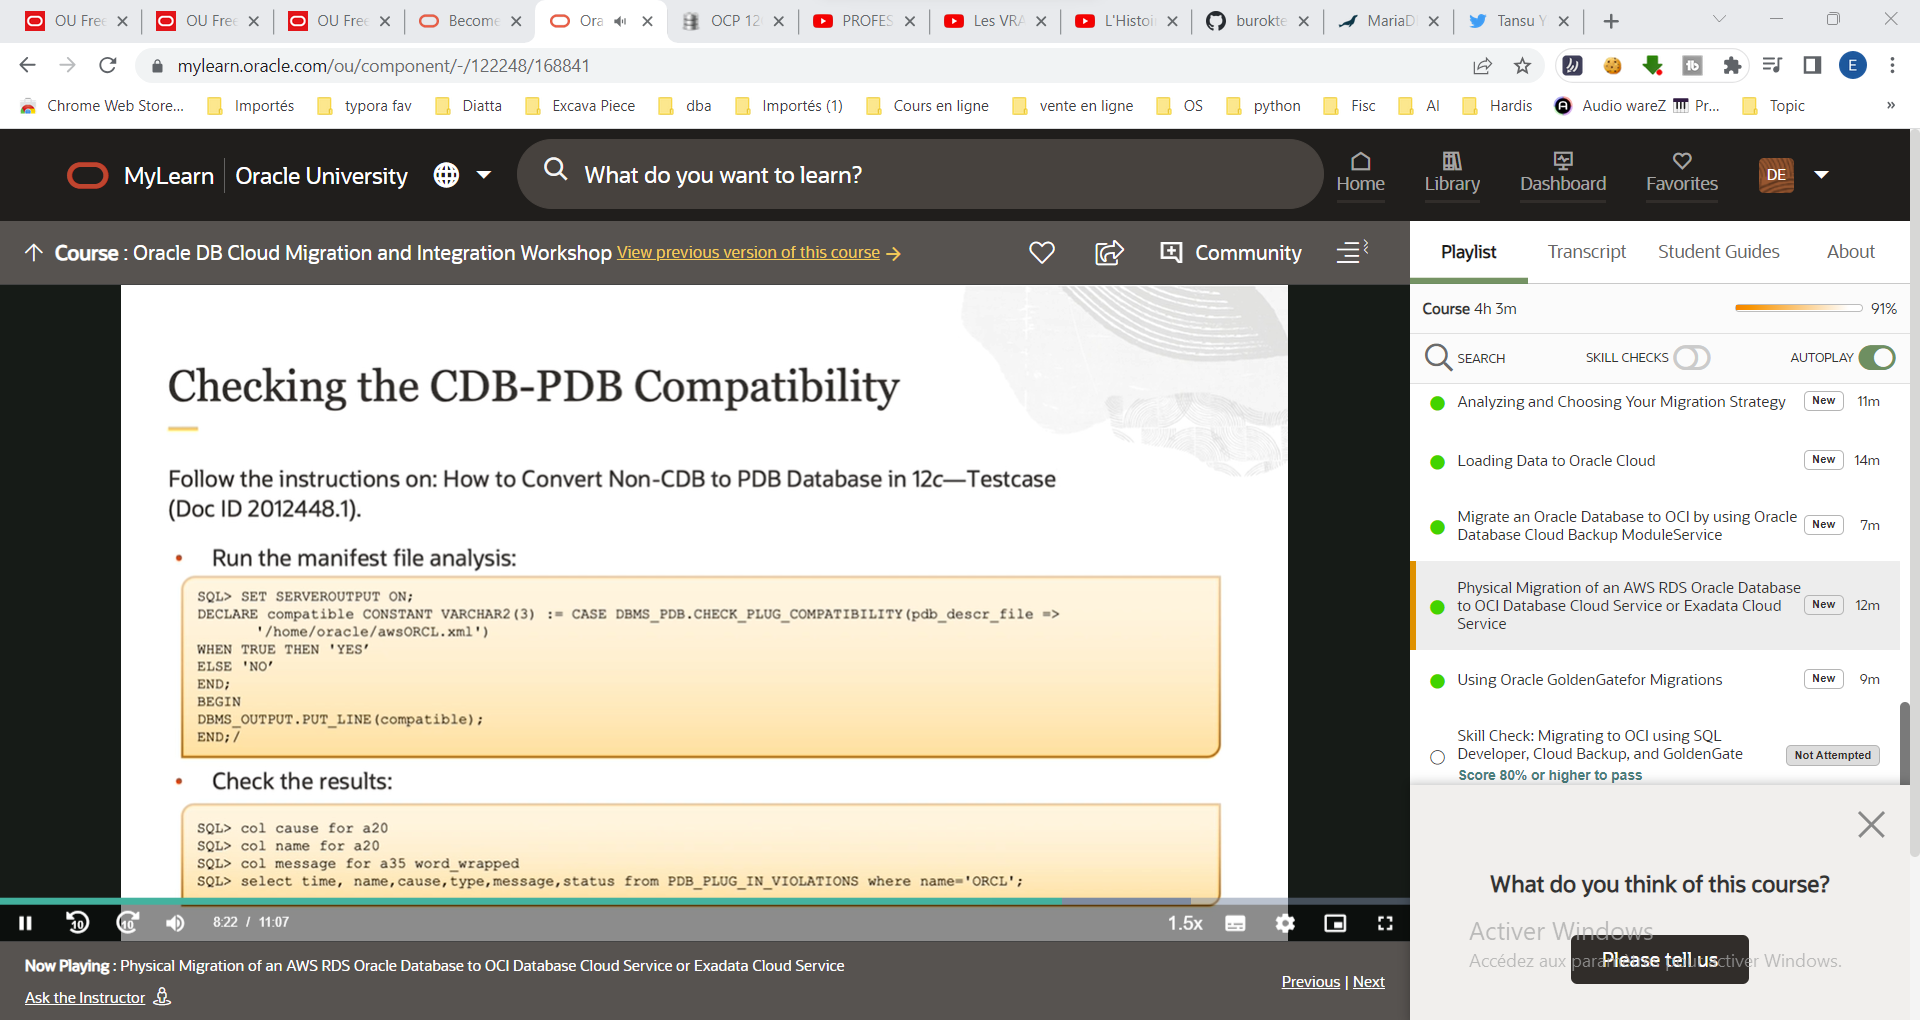 OU Free
OU Free
OU Free
Become
Ora
OCP 12
PROFES
Les VRA
L'Histoi
burokte
MariaD
Tansu Y
mylearn.oracle.com/ou/component/-/122248/168841
E
Chrome Web Store...
Importés
typora fav
Diatta
Excava Piece
dba
Importés (1)
Cours en ligne
vente en ligne
OS
python
Fisc
AI
Hardis
Audio wareZ
Pr...
Topic
»
MyLearn
Oracle University
What do you want to learn?
Home
Library
Dashboard
Favorites
DE
Course : Oracle DB Cloud Migration and Integration Workshop View previous version of this course
Community
Playlist
Transcript
Student Guides
About
Course 4h 3m
91%
SEARCH
SKILL CHECKS
AUTOPLAY
Analyzing and Choosing Your Migration Strategy
New
11m
Loading Data to Oracle Cloud
New
14m
Migrate an Oracle Database to OCI by using Oracle
Database Cloud Backup ModuleService
New
7m
Physical Migration of an AWS RDS Oracle Database
to OCI Database Cloud Service or Exadata Cloud
Service
New
12m
Using Oracle GoldenGatefor Migrations
New
9m
Skill Check: Migrating to OCI using SQL
Developer, Cloud Backup, and GoldenGate
Score 80% or higher to pass
Not Attempted
Checking the CDB-PDB Compatibility
Follow the instructions on: How to Convert Non-CDB to PDB Database in 12c—Testcase
(Doc ID 2012448.1).
• Run the manifest file analysis:
SQL> SET SERVEROUTPUT ON;
DECLARE compatible CONSTANT VARCHAR2(3) := CASE DBMS_PDB.CHECK_PLUG_COMPATIBILITY(pdb_descr_file =>
'/home/oracle/awsORCL.xml')
WHEN TRUE THEN 'YES’
ELSE 'NO’
END;
BEGIN
DBMS_OUTPUT.PUT_LINE(compatible);
END;/
• Check the results:
SQL> col cause for a20
SQL> col name for a20
SQL> col message for a35 word_wrapped
SQL> select time, name,cause,type,message,status from PDB_PLUG_IN_VIOLATIONS where name='ORCL';
10
10
8:22 / 11:07
1.5x
Now Playing : Physical Migration of an AWS RDS Oracle Database to OCI Database Cloud Service or Exadata Cloud Service
Ask the Instructor
Previous | Next
What do you think of this course?
Activer Windows
Please tell us
Accédez aux para pour activer Windows.